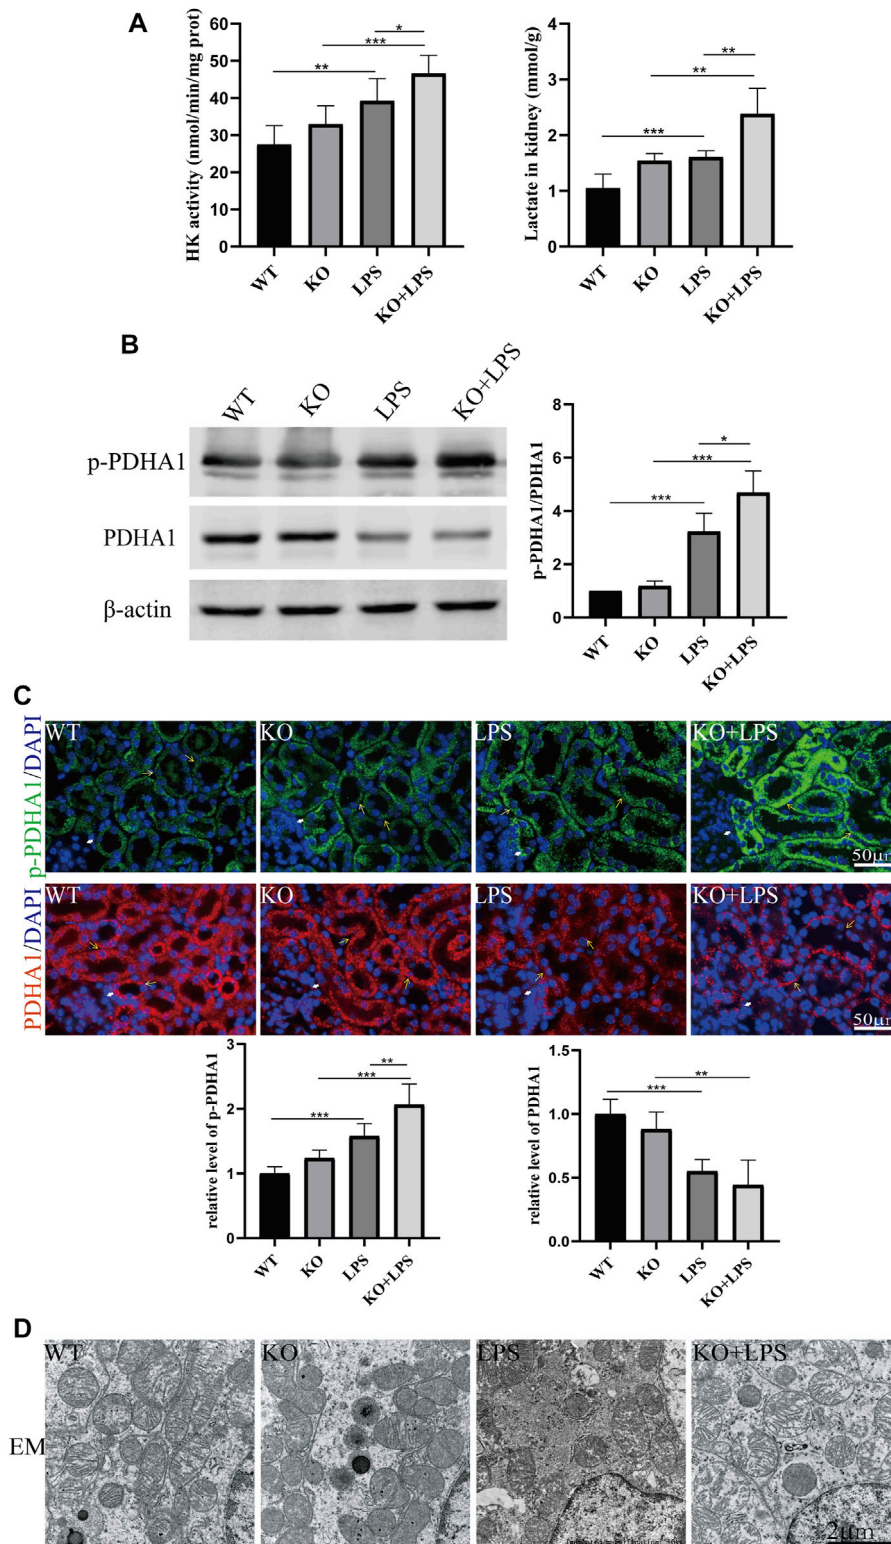 A
HK activity (nmol/min/mg prot)
60
50
40
30
20
10
0
**
***
*
WT
KO
LPS
KO+LPS
Lactate in kidney (mmol/g)
4
3
2
1
0
***
**
**
WT
KO
LPS
KO+LPS
B
WT
KO
LPS
KO+LPS
p-PDHA1
PDHA1
β-actin
p-PDHA1/PDHA1
8
6
4
2
0
***
***
*
WT
KO
LPS
KO+LPS
C
p-PDHA1/DAPI
WT
KO
LPS
KO+LPS
50μm
PDHA1/DAPI
WT
KO
LPS
KO+LPS
50μm
relative level of p-PDHA1
3
2
1
0
***
***
**
WT
KO
LPS
KO+LPS
relative level of PDHA1
1.5
1.0
0.5
0.0
***
**
WT
KO
LPS
KO+LPS
D
EM
WT
KO
LPS
KO+LPS
2μm